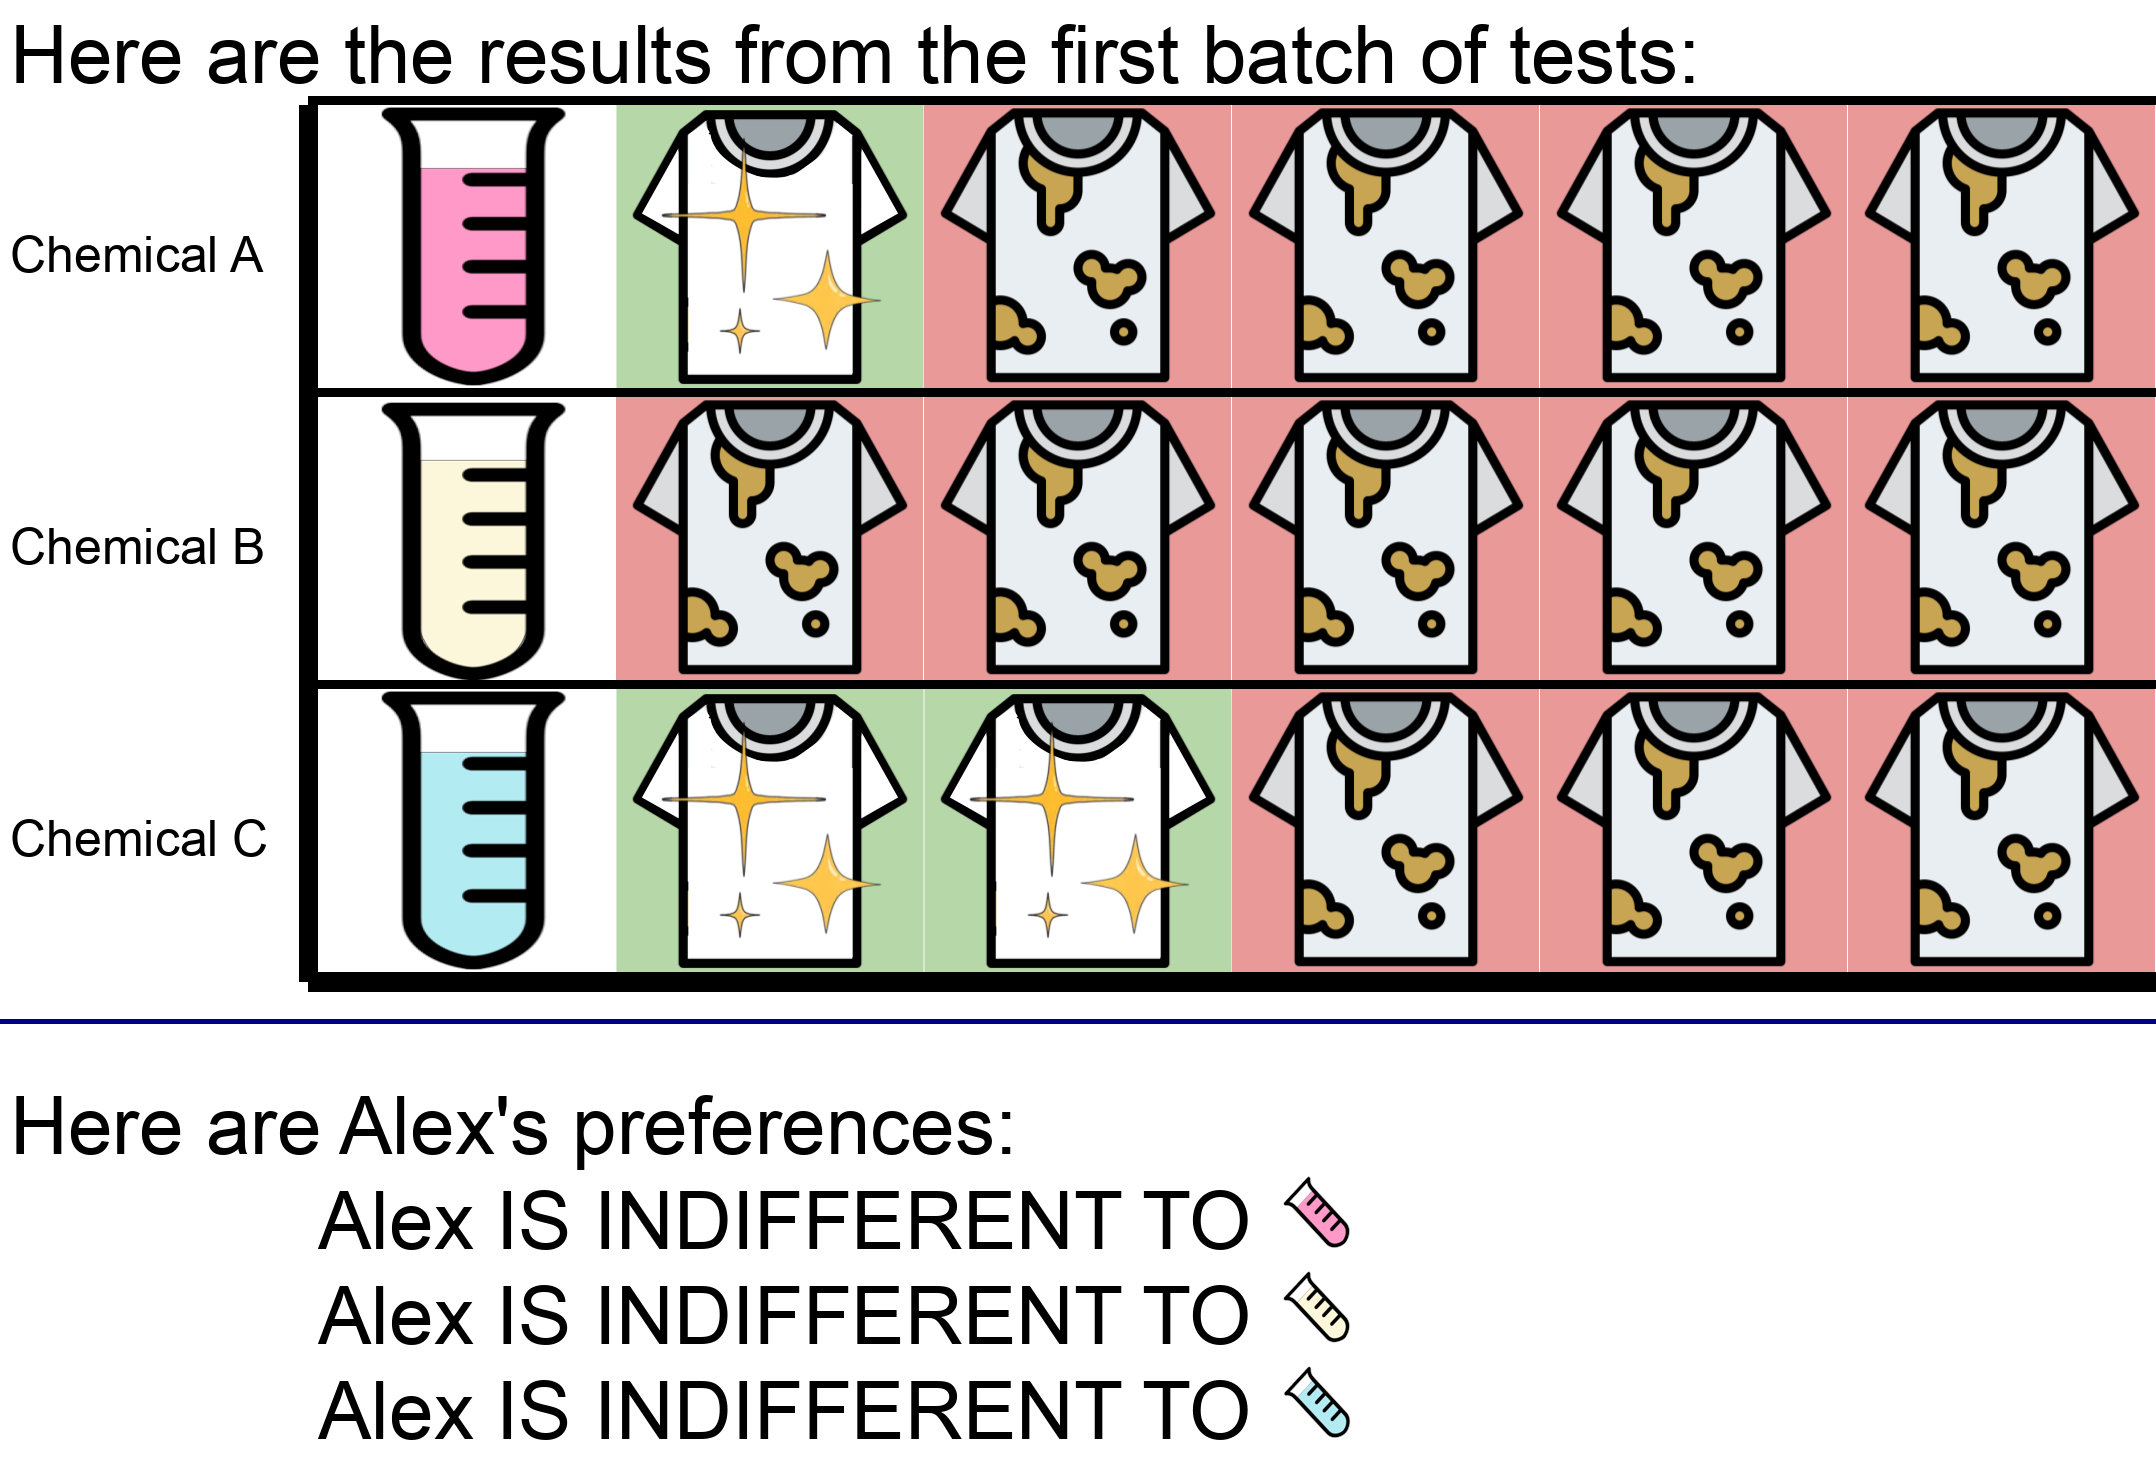 Here are the results from the first batch of tests:
Chemical A
Chemical B
Chemical C
Here are Alex's preferences:
Alex IS INDIFFERENT TO
Alex IS INDIFFERENT TO
Alex IS INDIFFERENT TO